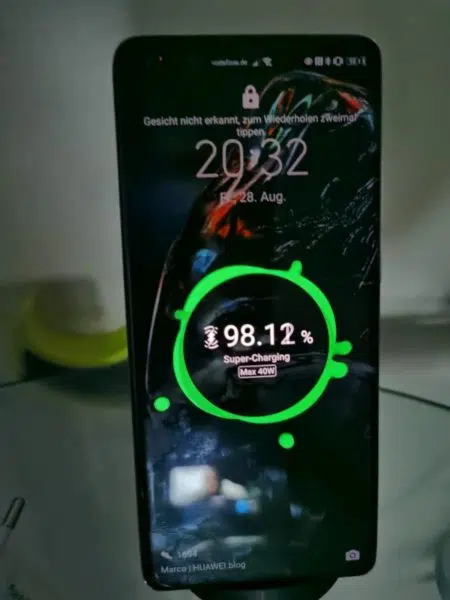 vodafone.de
Gesicht nicht erkannt, zum Wiederholen zweimal
tippen
20:32
28. Aug.
98.12 %
Super-Charging
Max 40W
Marco | HUAWEI.blog